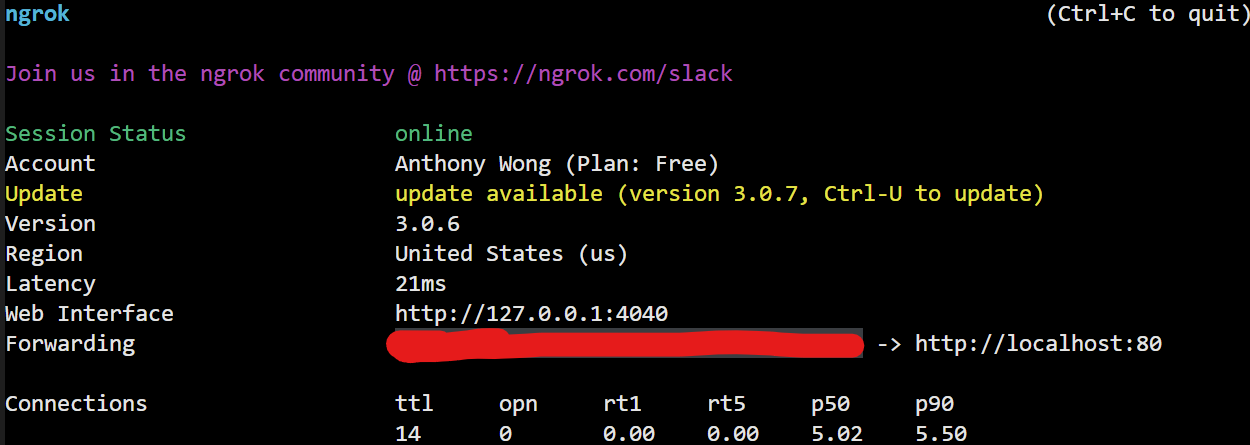 ngrok (Ctrl+C to quit)
Join us in the ngrok community @ https://ngrok.com/slack
Session Status online
Account Anthony Wong (Plan: Free)
Update update available (version 3.0.7, Ctrl-U to update)
Version 3.0.6
Region United States (us)
Latency 21ms
Web Interface http://127.0.0.1:4040
Forwarding -> http://localhost:80
Connections ttl opn rt1 rt5 p50 p90
14 0 0.00 0.00 5.02 5.50